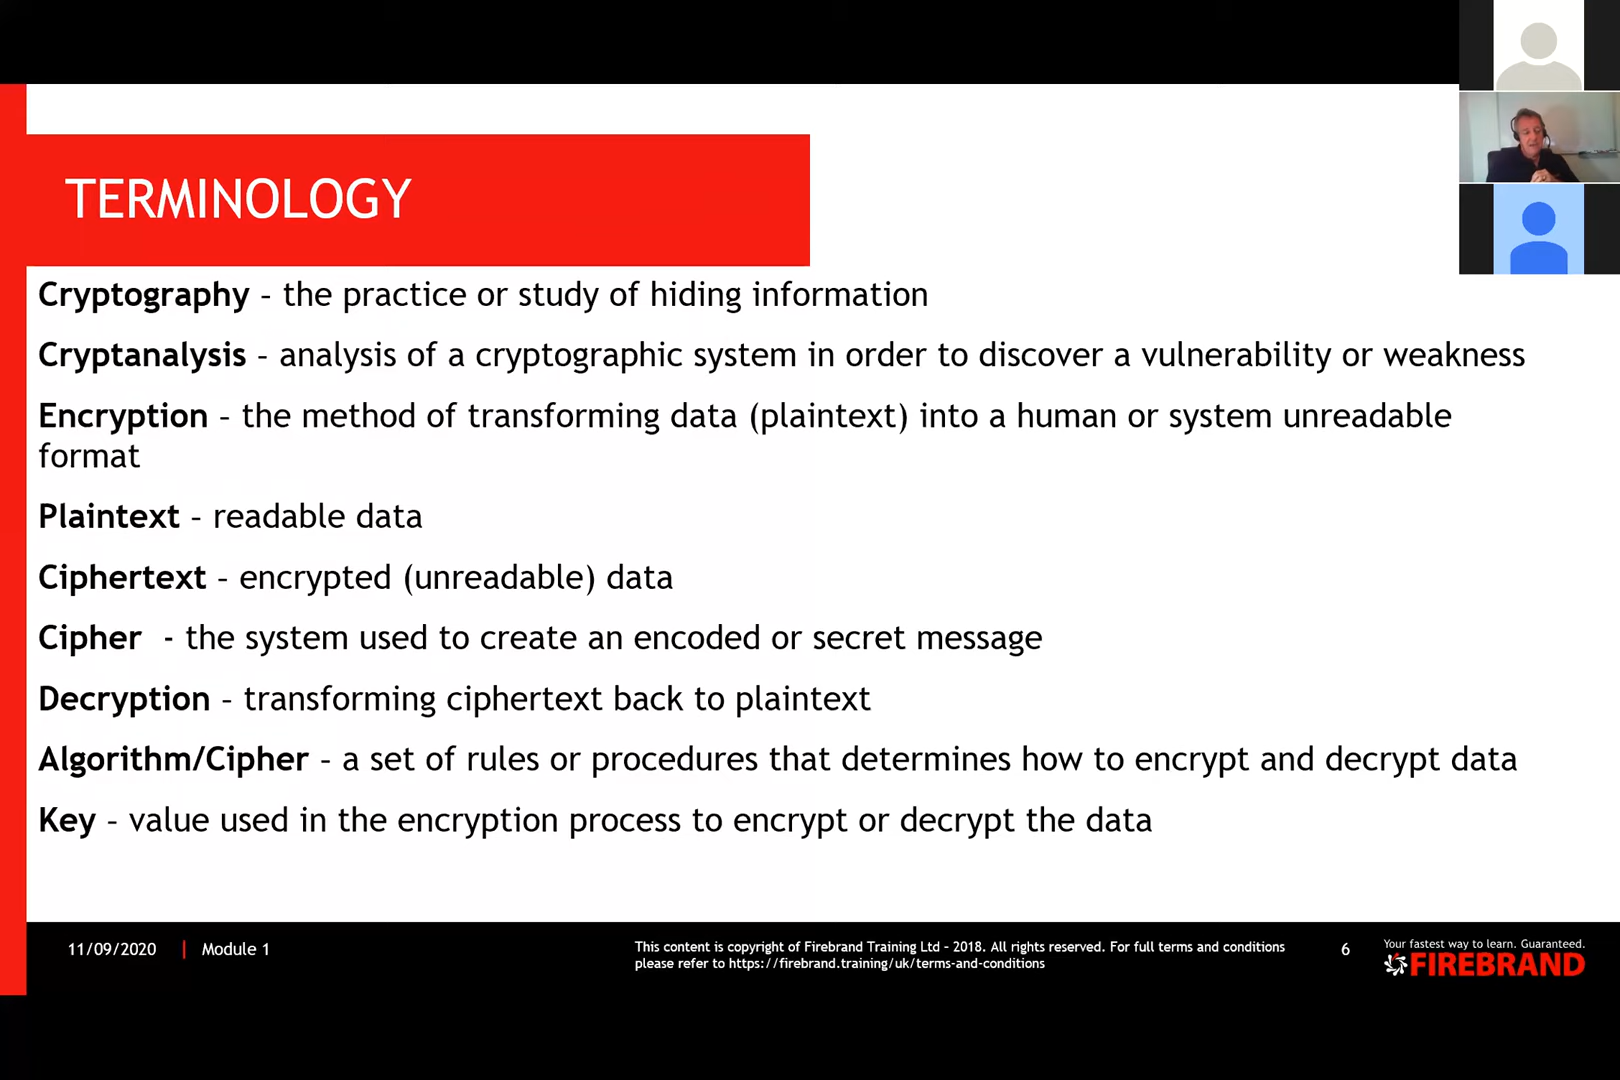 TERMINOLOGY
Cryptography – the practice or study of hiding information
Cryptanalysis – analysis of a cryptographic system in order to discover a vulnerability or weakness
Encryption – the method of transforming data (plaintext) into a human or system unreadable
format
Plaintext – readable data
Ciphertext – encrypted (unreadable) data
Cipher  - the system used to create an encoded or secret message
Decryption – transforming ciphertext back to plaintext
Algorithm/Cipher – a set of rules or procedures that determines how to encrypt and decrypt data
Key – value used in the encryption process to encrypt or decrypt the data
11/09/2020 | Module 1
This content is copyright of Firebrand Training Ltd – 2018. All rights reserved. For full terms and conditions
please refer to https://firebrand.training/uk/terms-and-conditions
6
Your fastest way to learn. Guaranteed.
FIREBRAND